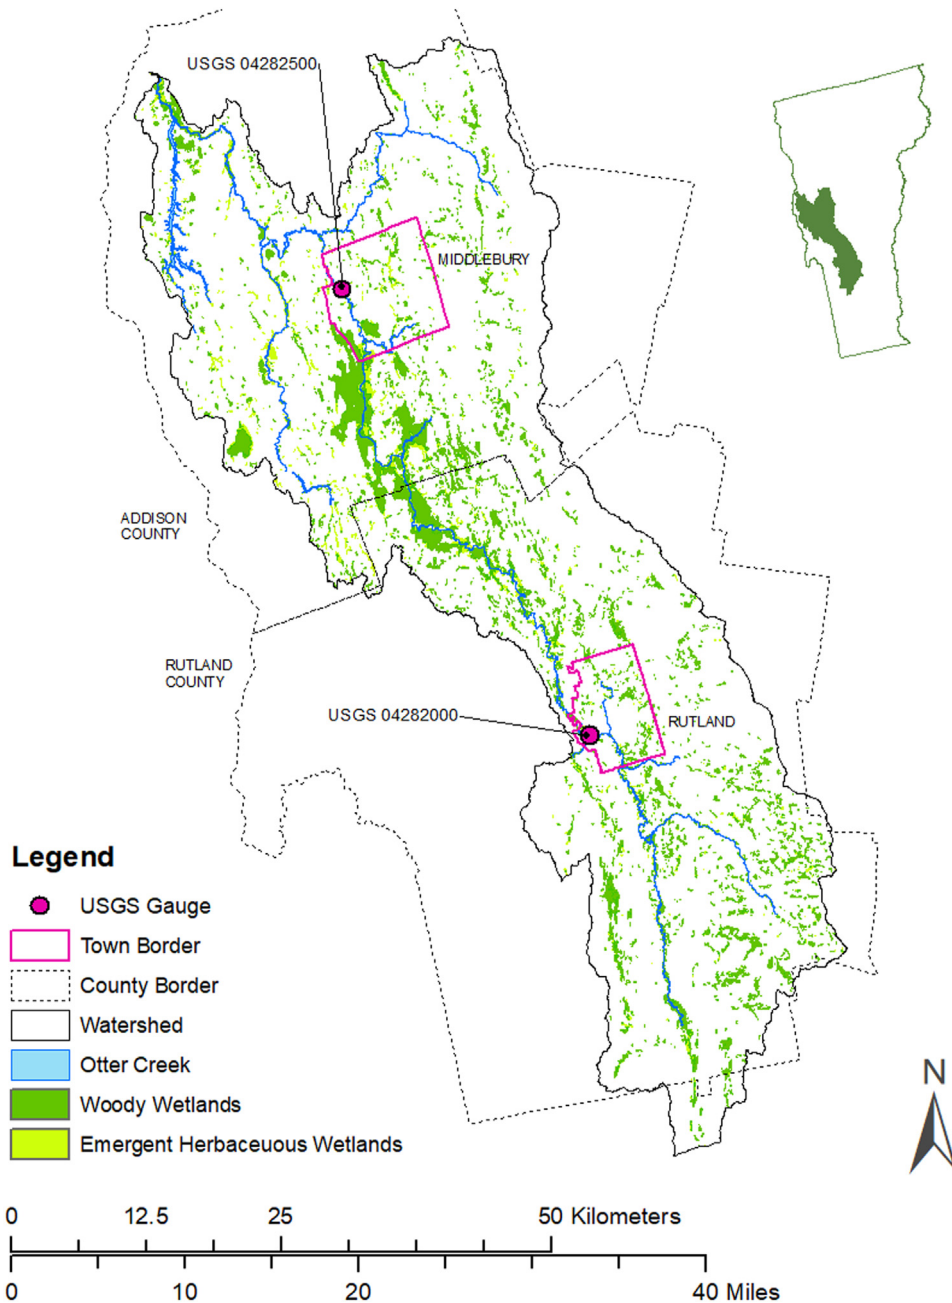 USGS 04282500
MIDDLEBURY
ADDISON
COUNTY
RUTLAND
COUNTY
USGS 04282000
RUTLAND
Legend
USGS Gauge
Town Border
County Border
Watershed
Otter Creek
Woody Wetlands
Emergent Herbaceuous Wetlands
N
0 12.5 25 50 Kilometers
0 10 20 40 Miles